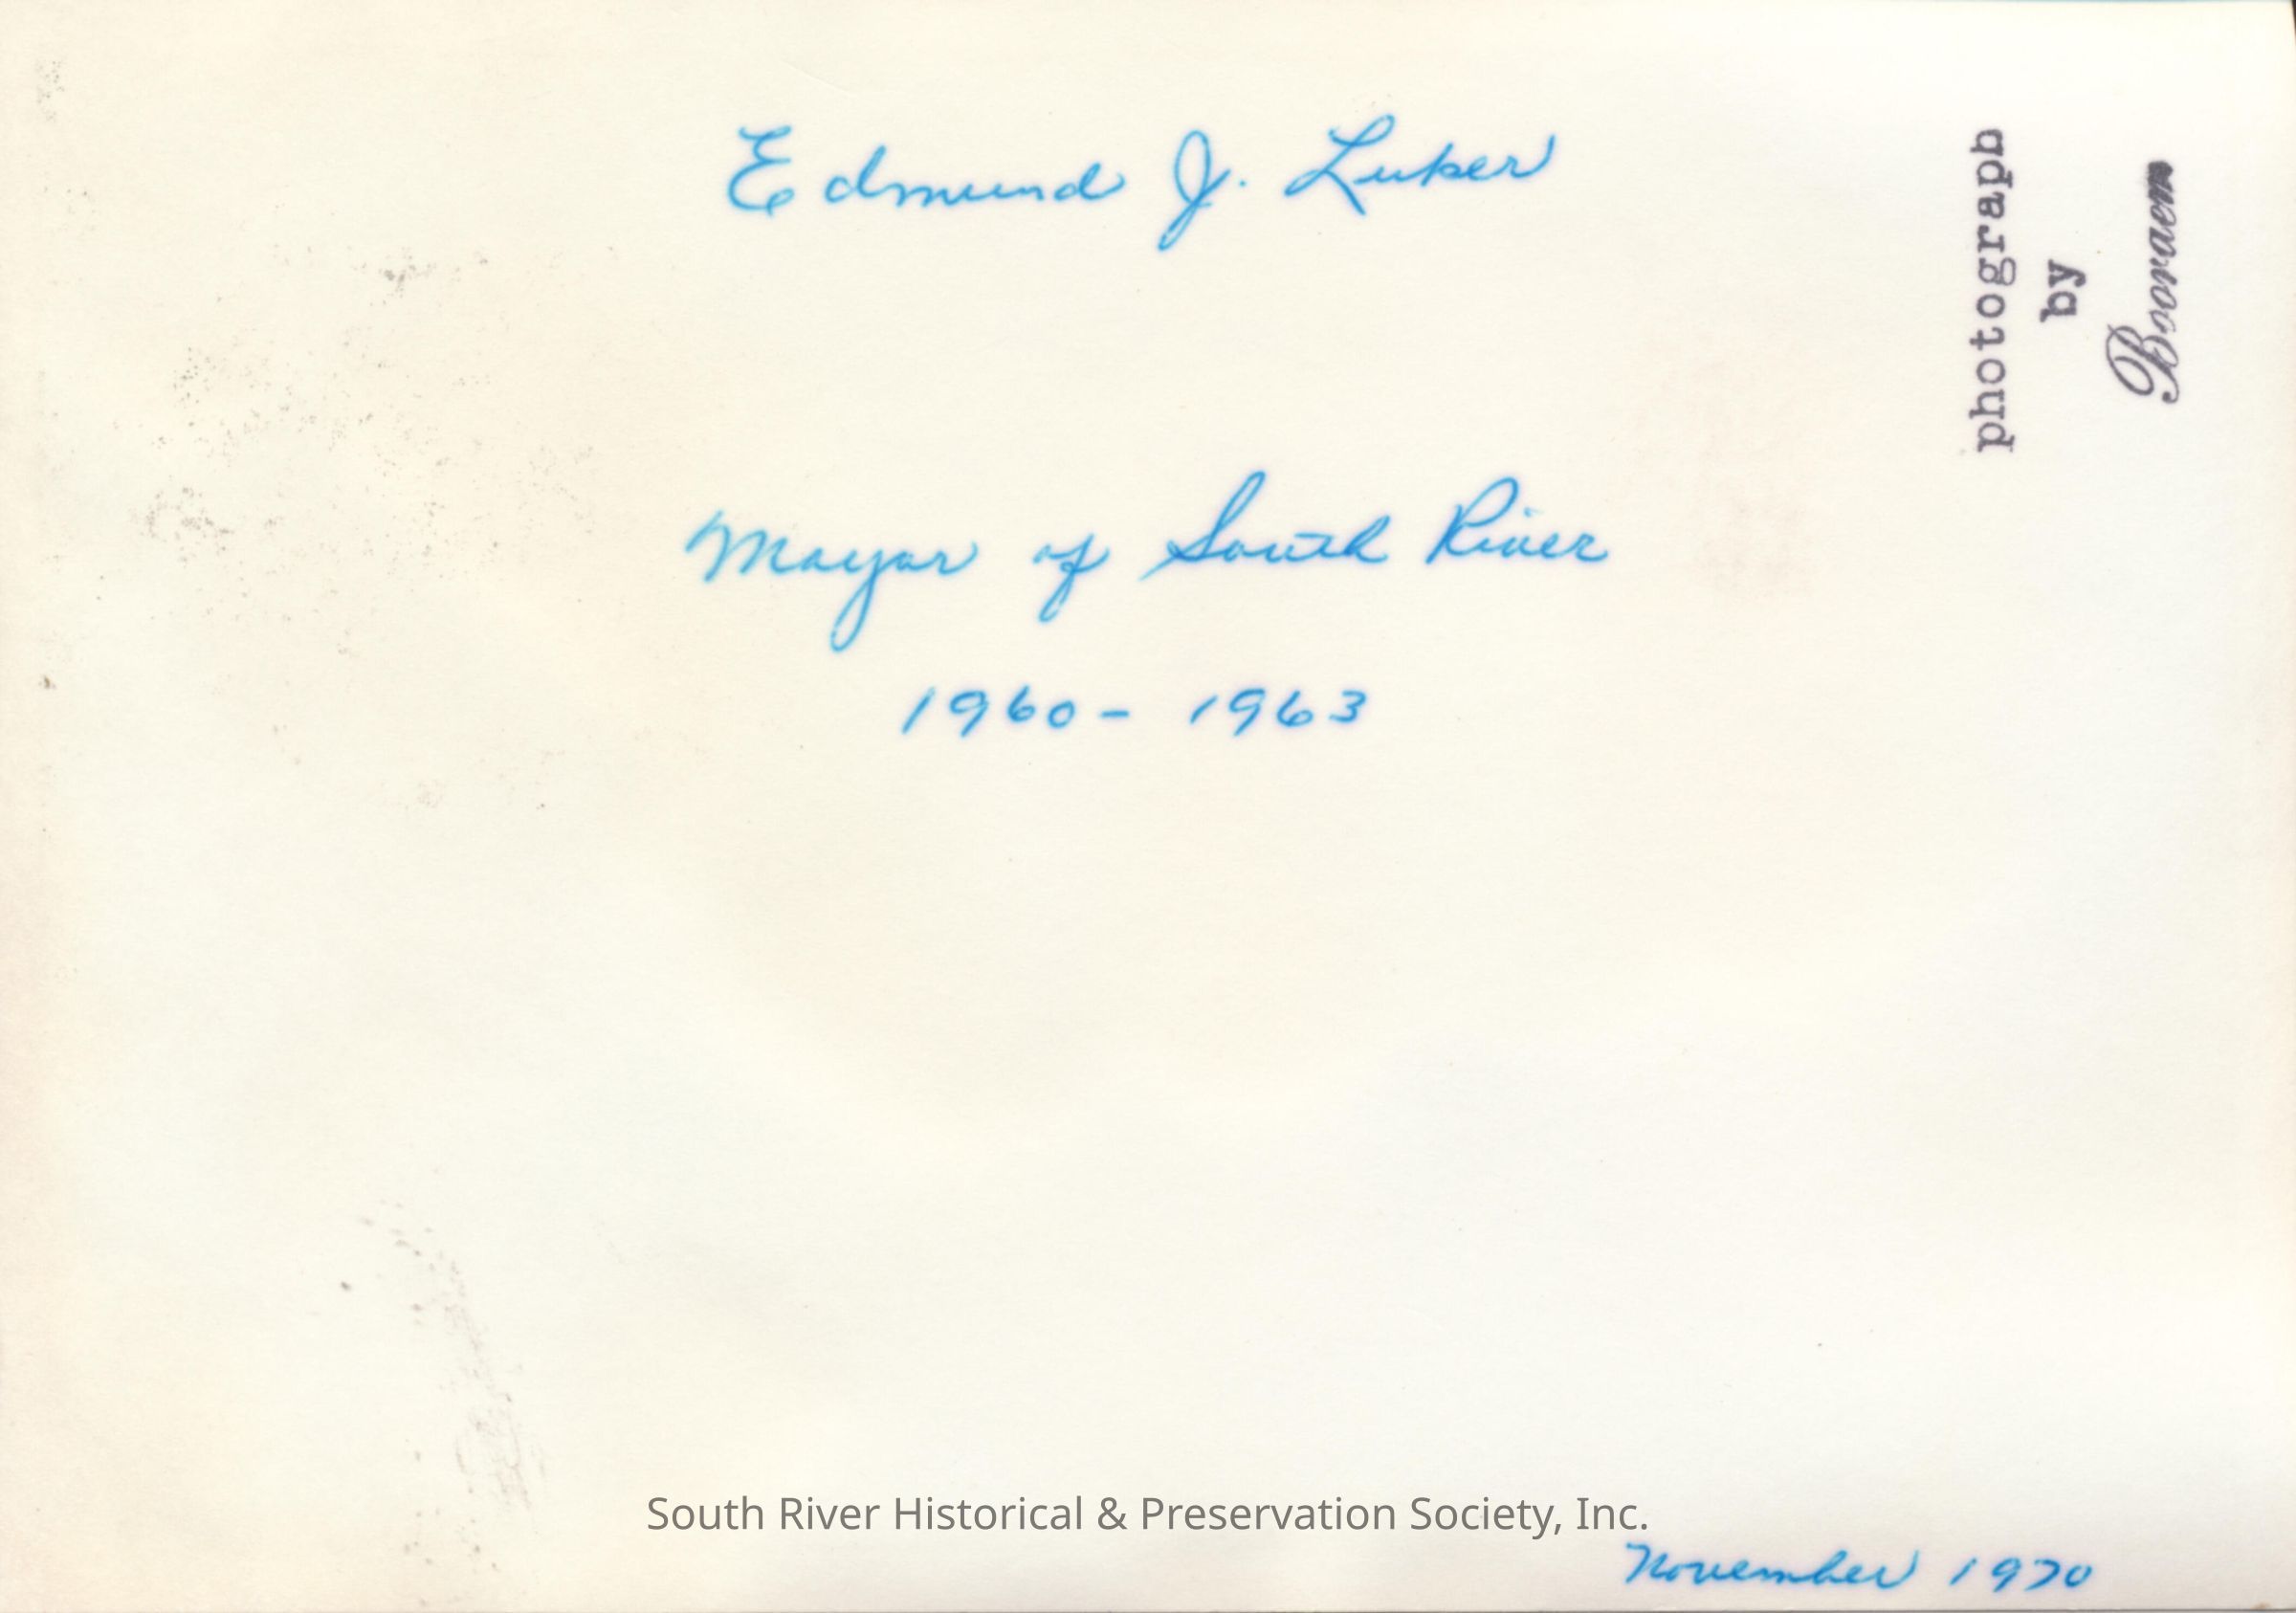 Edmund J. Luker
photograph
by
Booraem
Mayor of South River
1960 - 1963
South River Historical & Preservation Society, Inc.
November 1970